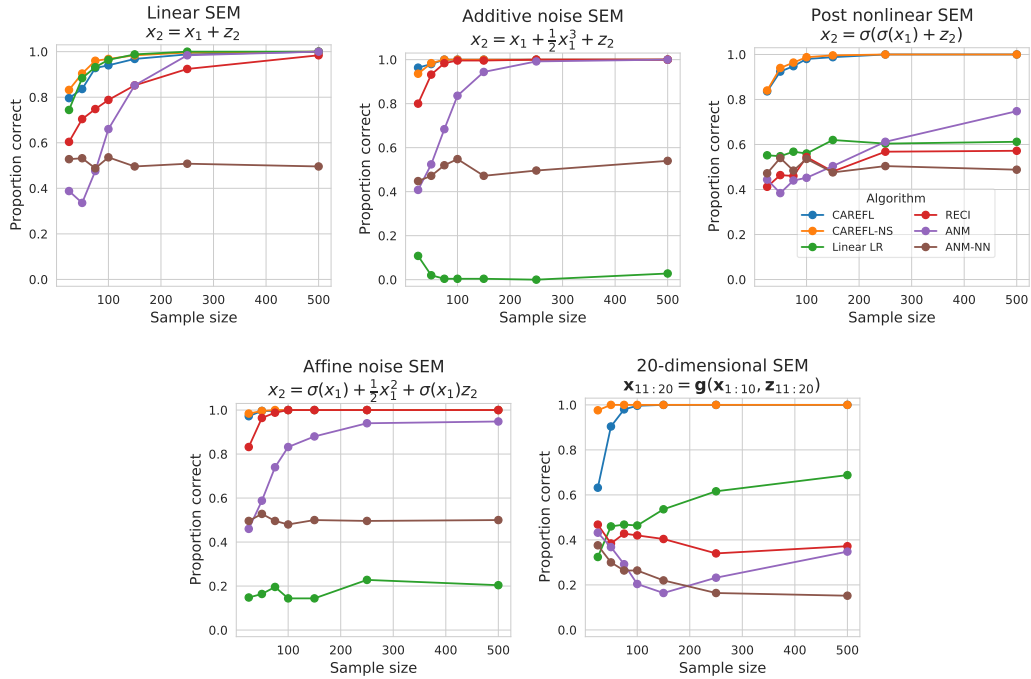 Linear SEM
x₂ = x₁ + z₂
Proportion correct
1.0
0.8
0.6
0.4
0.2
0.0
100 200 300 400 500
Sample size
Additive noise SEM
x₂ = x₁ + ½x₁³ + z₂
Proportion correct
1.0
0.8
0.6
0.4
0.2
0.0
100 200 300 400 500
Sample size
Post nonlinear SEM
x₂ = σ(σ(x₁) + z₂)
Proportion correct
1.0
0.8
0.6
0.4
0.2
0.0
Algorithm
CAREFL
CAREFL-NS
Linear LR
RECI
ANM
ANM-NN
100 200 300 400 500
Sample size
Affine noise SEM
x₂ = σ(x₁) + ½x₁² + σ(x₁)z₂
Proportion correct
1.0
0.8
0.6
0.4
0.2
0.0
100 200 300 400 500
Sample size
20-dimensional SEM
x₁₁:₂₀ = g(x₁:₁₀, z₁₁:₂₀)
Proportion correct
1.0
0.8
0.6
0.4
0.2
0.0
100 200 300 400 500
Sample size